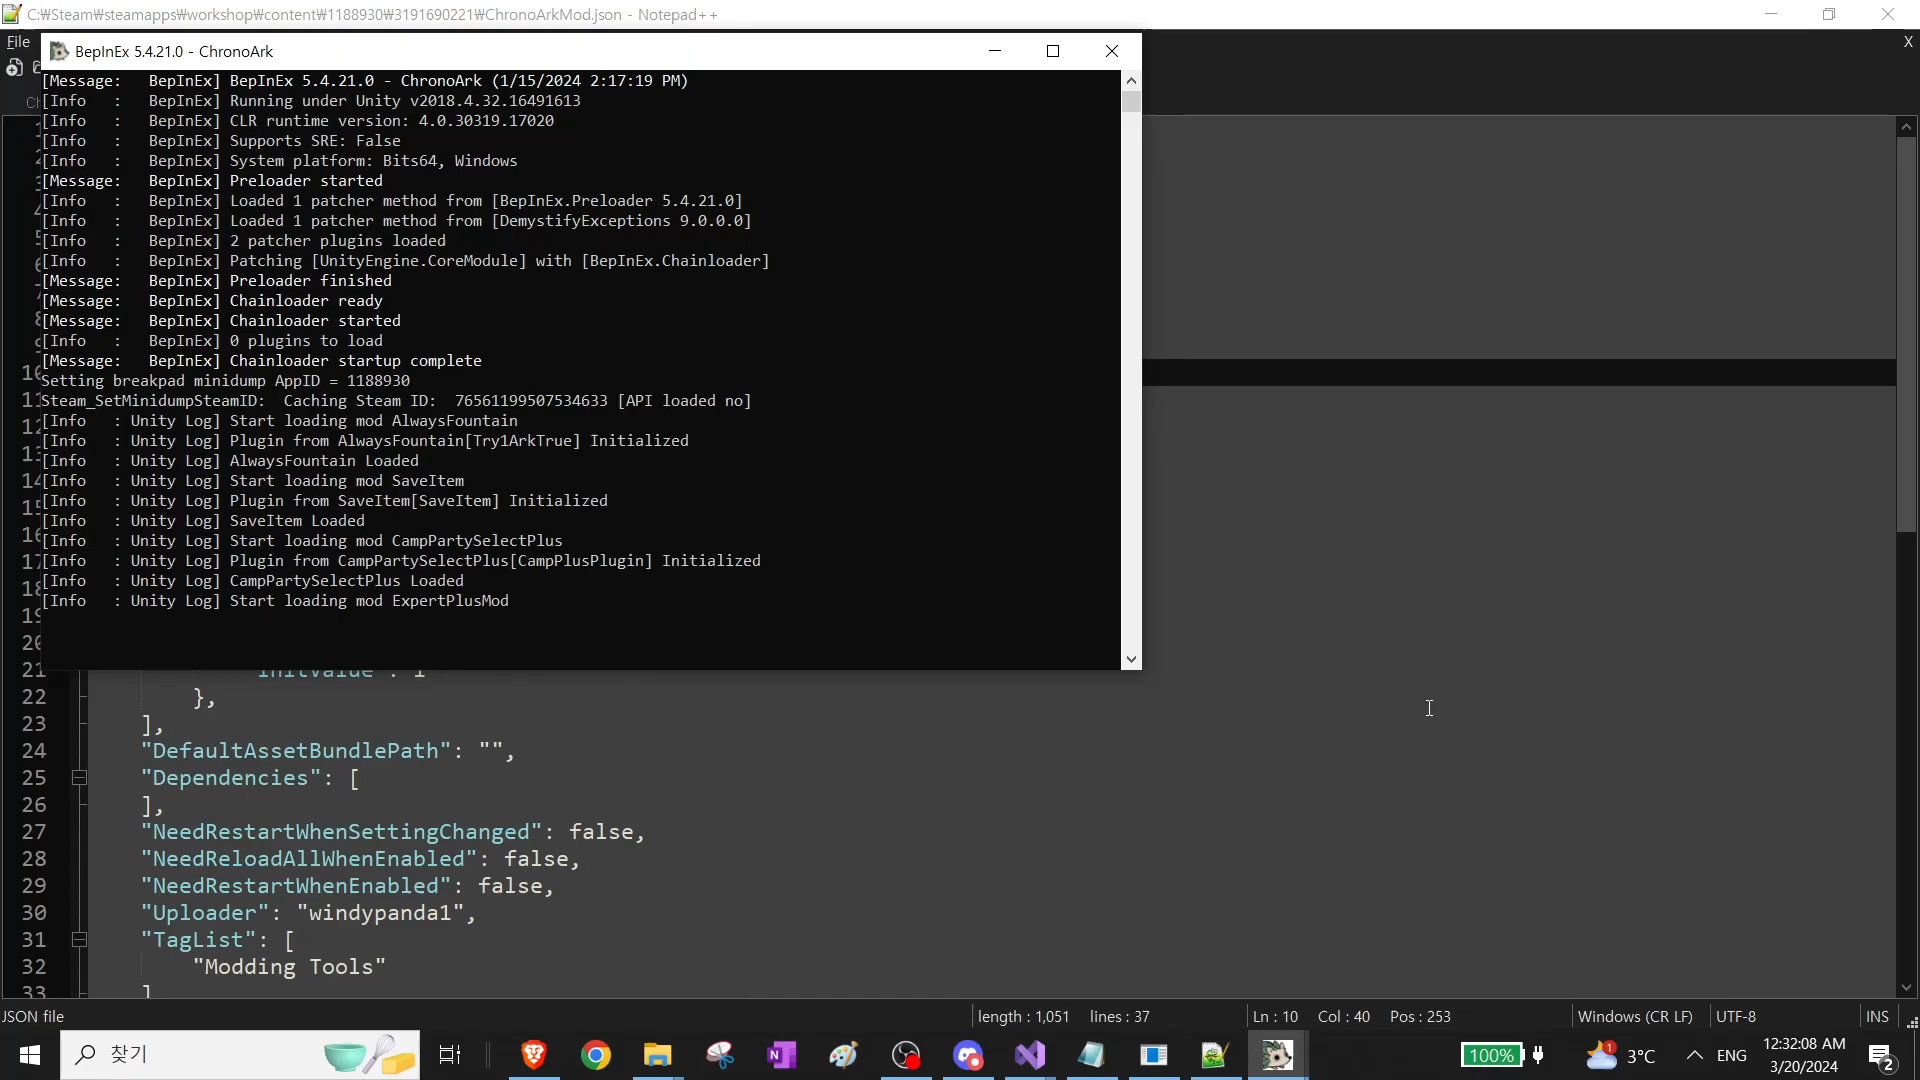 C:₩Steam₩steamapps₩workshop₩content₩1188930₩3191690221₩ChronoArkMod.json - Notepad++
File
X
BepInEx 5.4.21.0 - ChronoArk
[Message:   BepInEx] BepInEx 5.4.21.0 - ChronoArk (1/15/2024 2:17:19 PM)
[Info   :   BepInEx] Running under Unity v2018.4.32.16491613
[Info   :   BepInEx] CLR runtime version: 4.0.30319.17020
[Info   :   BepInEx] Supports SRE: False
[Info   :   BepInEx] System platform: Bits64, Windows
[Message:   BepInEx] Preloader started
[Info   :   BepInEx] Loaded 1 patcher method from [BepInEx.Preloader 5.4.21.0]
[Info   :   BepInEx] Loaded 1 patcher method from [DemystifyExceptions 9.0.0.0]
[Info   :   BepInEx] 2 patcher plugins loaded
[Info   :   BepInEx] Patching [UnityEngine.CoreModule] with [BepInEx.Chainloader]
[Message:   BepInEx] Preloader finished
[Message:   BepInEx] Chainloader ready
[Message:   BepInEx] Chainloader started
[Info   :   BepInEx] 0 plugins to load
[Message:   BepInEx] Chainloader startup complete
Setting breakpad minidump AppID = 1188930
Steam_SetMinidumpSteamID:  Caching Steam ID:  76561199507534633 [API loaded no]
[Info   : Unity Log] Start loading mod AlwaysFountain
[Info   : Unity Log] Plugin from AlwaysFountain[Try1ArkTrue] Initialized
[Info   : Unity Log] AlwaysFountain Loaded
[Info   : Unity Log] Start loading mod SaveItem
[Info   : Unity Log] Plugin from SaveItem[SaveItem] Initialized
[Info   : Unity Log] SaveItem Loaded
[Info   : Unity Log] Start loading mod CampPartySelectPlus
[Info   : Unity Log] Plugin from CampPartySelectPlus[CampPlusPlugin] Initialized
[Info   : Unity Log] CampPartySelectPlus Loaded
[Info   : Unity Log] Start loading mod ExpertPlusMod
21 "InitValue": 1
22 },
23 ],
24 "DefaultAssetBundlePath": "",
25 "Dependencies": [
26 ],
27 "NeedRestartWhenSettingChanged": false,
28 "NeedReloadAllWhenEnabled": false,
29 "NeedRestartWhenEnabled": false,
30 "Uploader": "windypanda1",
31 "TagList": [
32 "Modding Tools"
33 ]
JSON file length : 1,051 lines : 37 Ln : 10 Col : 40 Pos : 253 Windows (CR LF) UTF-8 INS
찾기 100% 1 3°C ENG 12:32:08 AM 2
3/20/2024